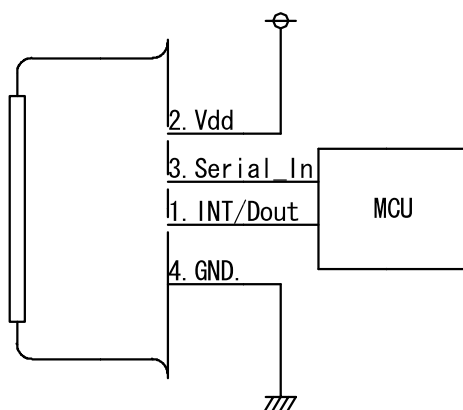 2. Vdd
3. Serial_In
1. INT/Dout
MCU
4. GND.